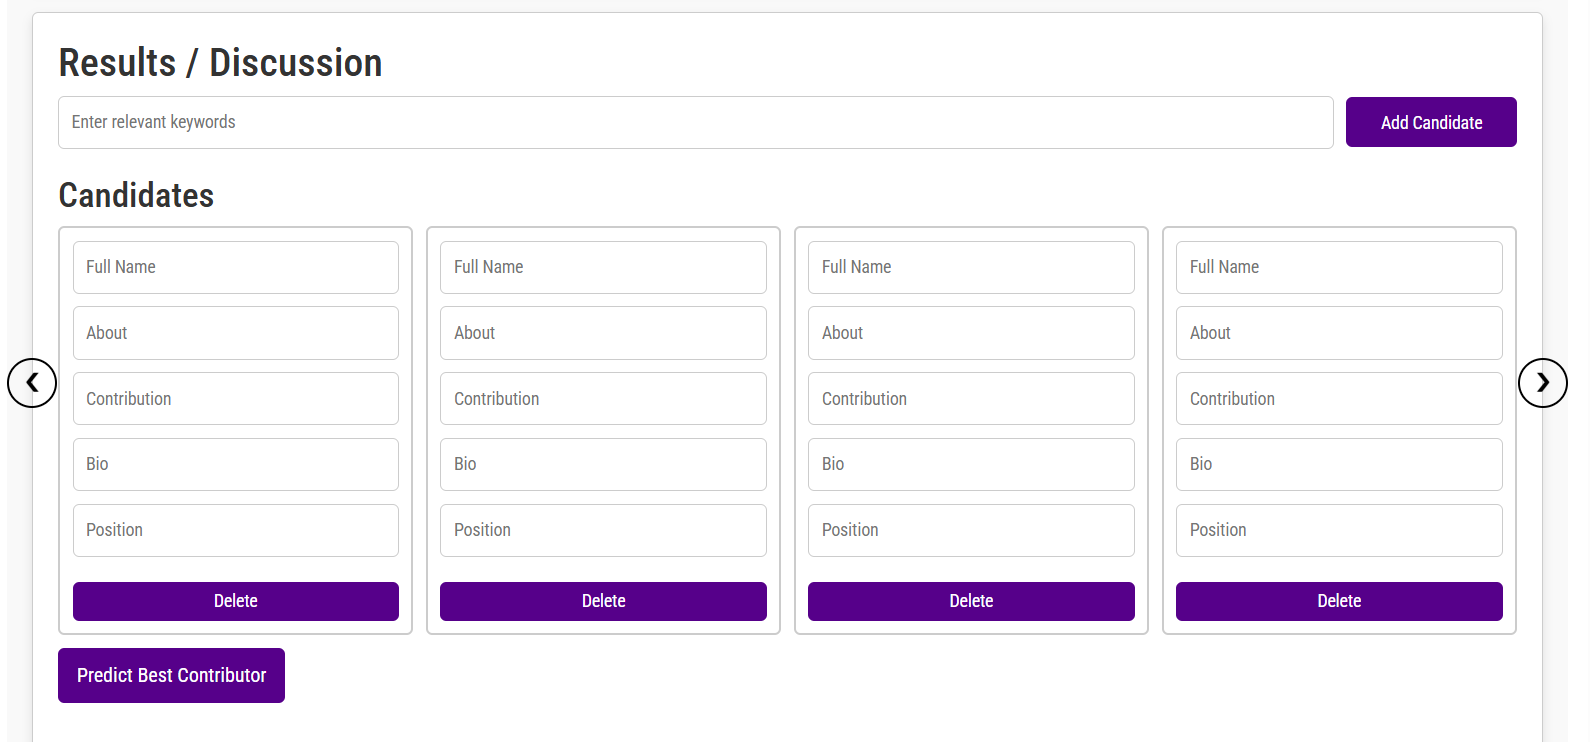 Results / Discussion
Enter relevant keywords
Add Candidate
Candidates
Full Name
About
Contribution
Bio
Position
Delete
Full Name
About
Contribution
Bio
Position
Delete
Full Name
About
Contribution
Bio
Position
Delete
Full Name
About
Contribution
Bio
Position
Delete
Predict Best Contributor